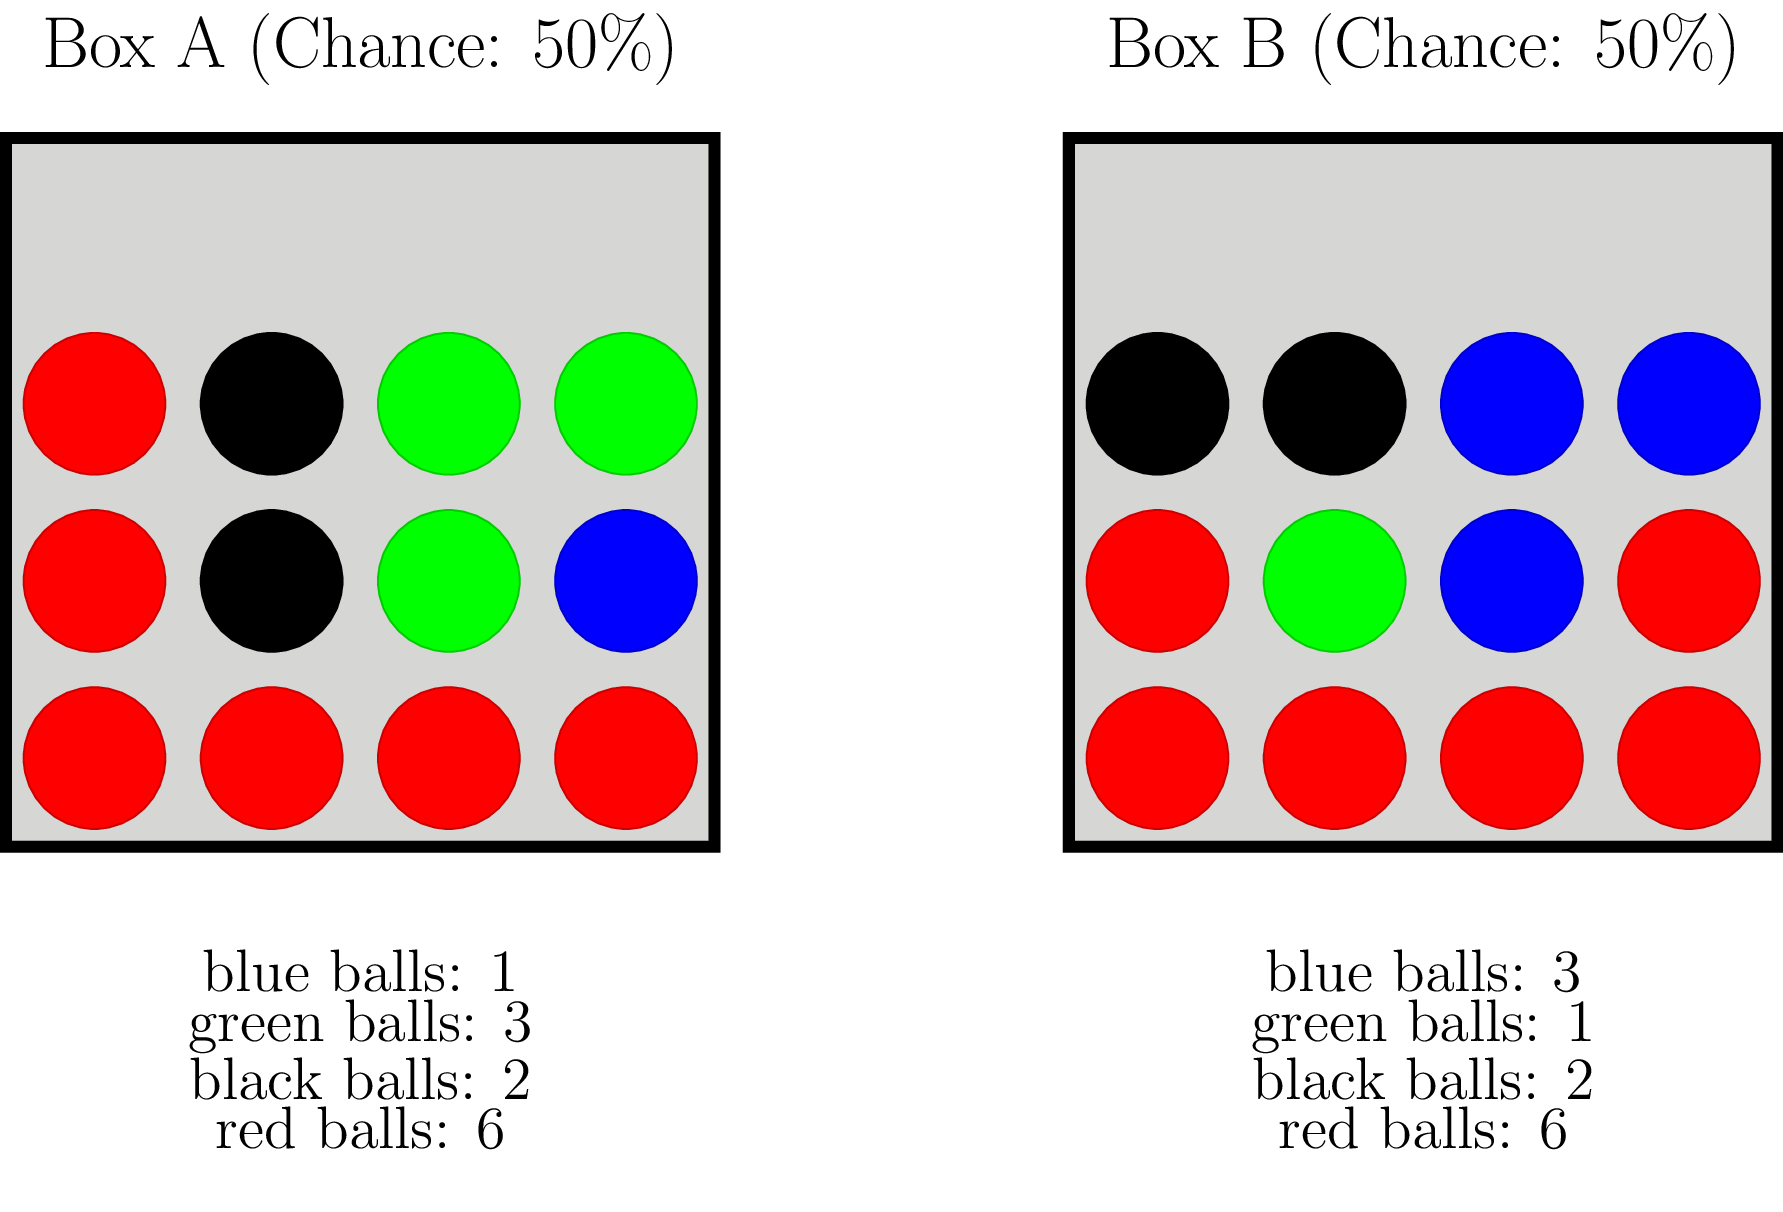 Box A (Chance: 50%)
Box B (Chance: 50%)
blue balls: 1
green balls: 3
black balls: 2
red balls: 6
blue balls: 3
green balls: 1
black balls: 2
red balls: 6